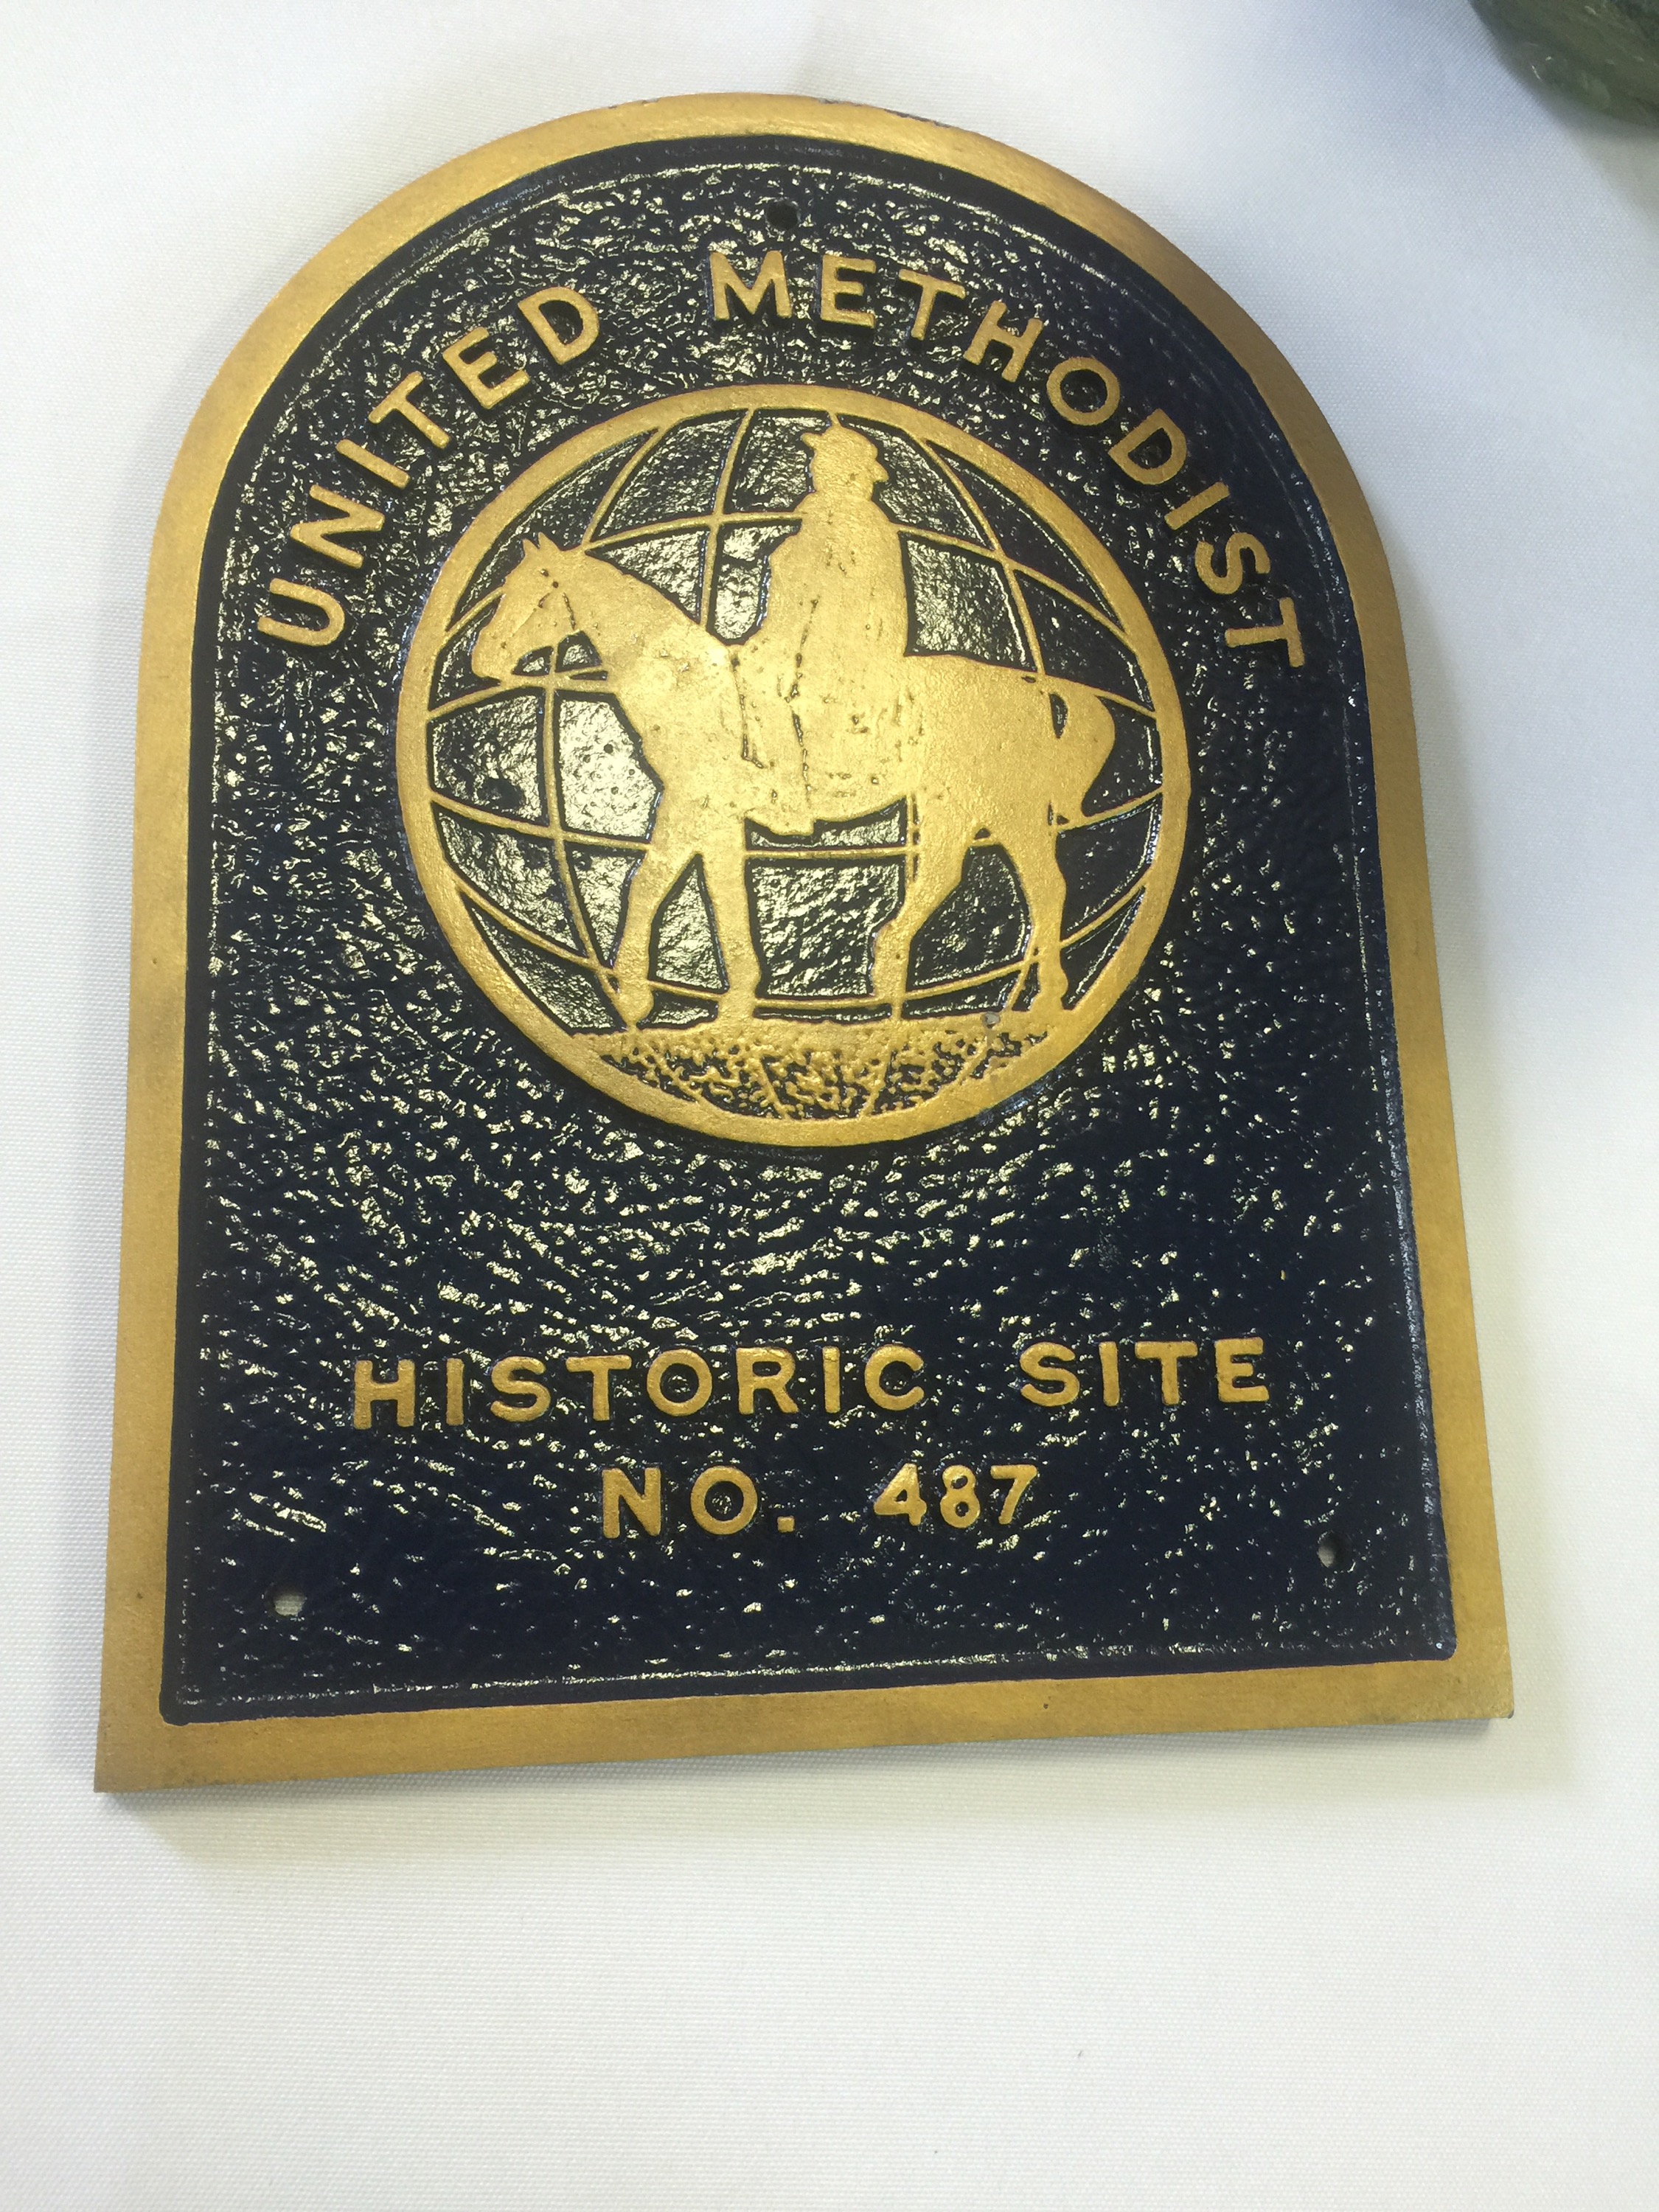 UNITED METHODIST
HISTORIC SITE
NO. 487